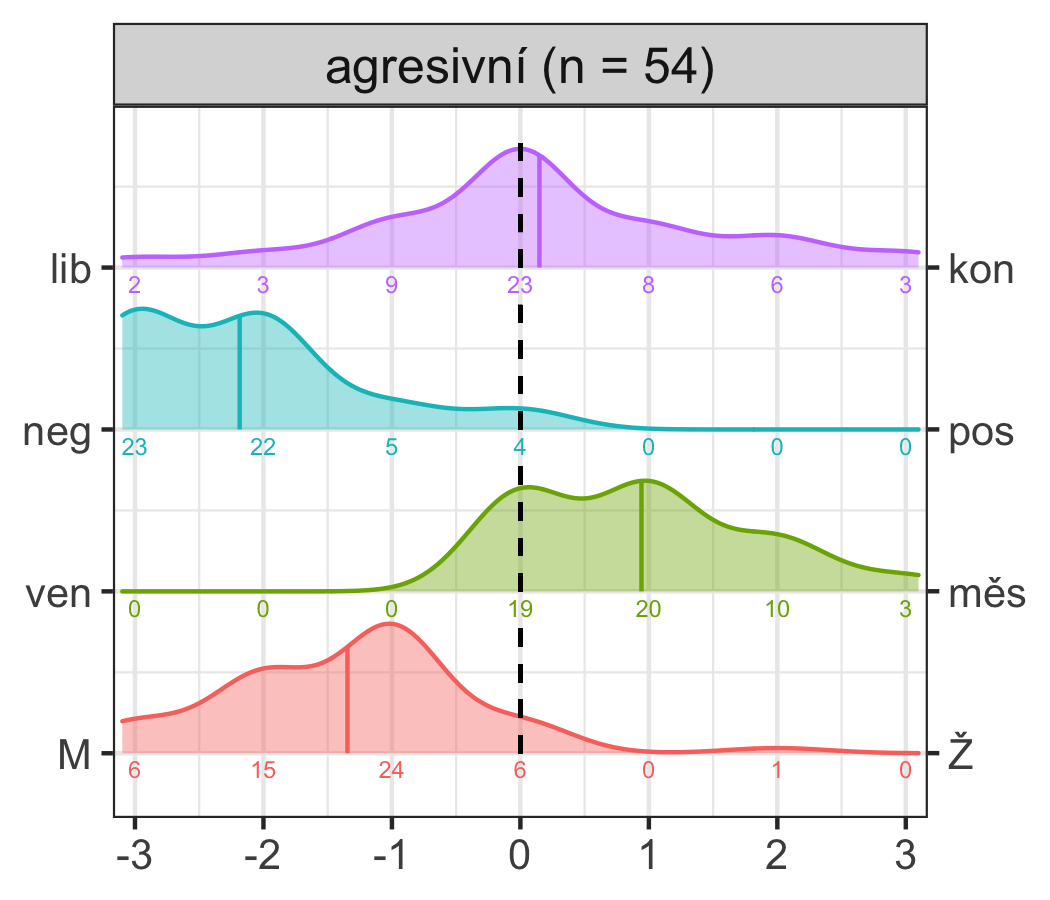 agresivní (n = 54)
lib kon
2 3 9 23 8 6 3
neg pos
23 22 5 4 0 0 0
ven měs
0 0 0 19 20 10 3
M Ž
6 15 24 6 0 1 0
-3 -2 -1 0 1 2 3